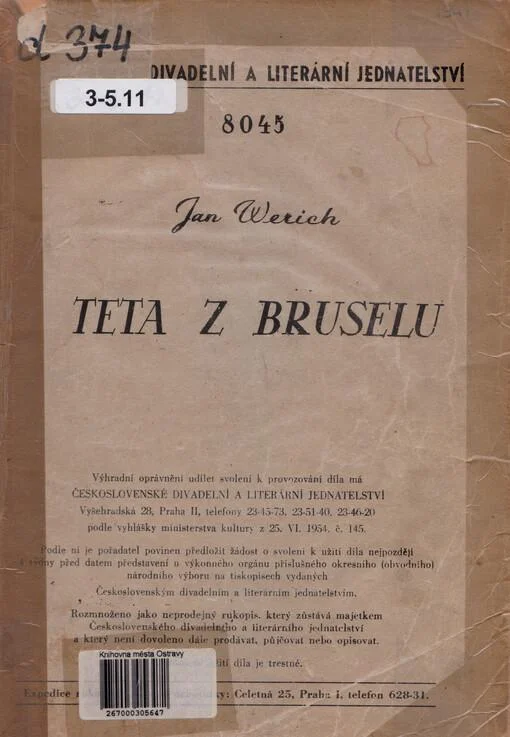 d 374
DIVADELNÍ A LITERÁRNÍ JEDNATELSTVÍ
3-5.11
8045
Jan Werich
TETA Z BRUSELU
Výhradní oprávnění udílet svolení k provozování díla má
ČESKOSLOVENSKÉ DIVADELNÍ A LITERÁRNÍ JEDNATELSTVÍ
Vyšehradská 28, Praha II, telefony 23-45-73, 23-51-40, 23-46-20
podle vyhlášky ministerstva kultury z 25. VI. 1954, č. 145.
Podle ní je pořadatel povinen předložit žádost o svolení k užití díla nejpozději
týdny před datem představení u výkonného orgánu příslušného okresního (obvodního)
národního výboru na tiskopisech vydaných
Československým divadelním a literárním jednatelstvím.
Rozmnoženo jako neprodejný rukopis, který zůstává majetkem
Československého divadelního a literárního jednatelství
a který není dovoleno dále prodávat, půjčovat nebo opisovat.
užití díla je trestné.
Knihovna města Ostravy
Expedice Celetná 25, Praha I, telefon 628-31.
267000305647